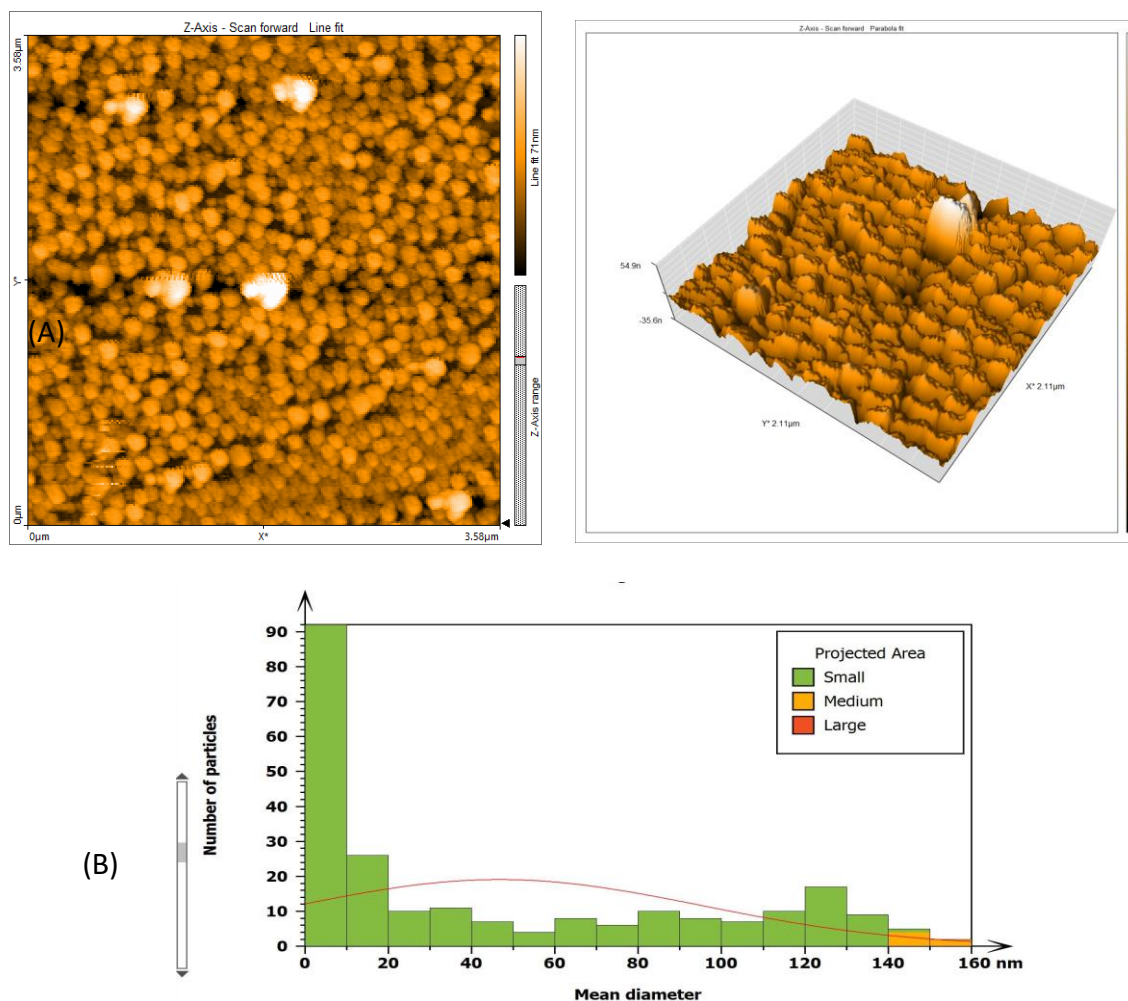 Z-Axis - Scan forward Line fit
3.58µm
Y*
0µm
(A)
0µm
X*
3.58µm
Line fit 71nm
Z-Axis range
Z-Axis - Scan forward Parabola fit
54.9n
-35.6n
Y* 2.11µm
X* 2.11µm
(B)
Number of particles
90
80
70
60
50
40
30
20
10
0
Projected Area
Small
Medium
Large
0 20 40 60 80 100 120 140 160 nm
Mean diameter